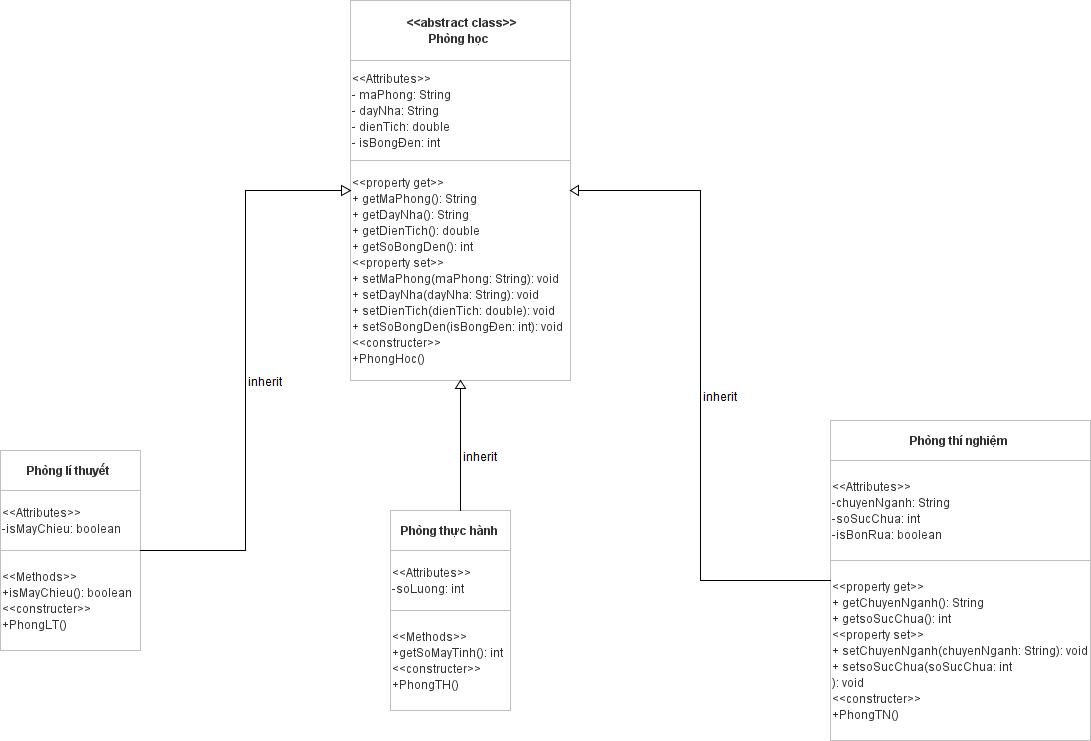 <<abstract class>>
Phòng học
<<Attributes>>
- maPhong: String
- dayNha: String
- dienTich: double
- isBongĐen: int
<<property get>>
+ getMaPhong(): String
+ getDayNha(): String
+ getDienTich(): double
+ getSoBongDen(): int
<<property set>>
+ setMaPhong(maPhong: String): void
+ setDayNha(dayNha: String): void
+ setDienTich(dienTich: double): void
+ setSoBongDen(isBongĐen: int): void
<<constructer>>
+PhongHoc()
inherit
inherit
inherit
Phòng lí thuyết
<<Attributes>>
-isMayChieu: boolean
<<Methods>>
+isMayChieu(): boolean
<<constructer>>
+PhongLT()
Phòng thực hành
<<Attributes>>
-soLuong: int
<<Methods>>
+getSoMayTinh(): int
<<constructer>>
+PhongTH()
Phòng thí nghiệm
<<Attributes>>
-chuyenNganh: String
-soSucChua: int
-isBonRua: boolean
<<property get>>
+ getChuyenNganh(): String
+ getsoSucChua(): int
<<property set>>
+ setChuyenNganh(chuyenNganh: String): void
+ setsoSucChua(soSucChua: int
): void
<<constructer>>
+PhongTN()